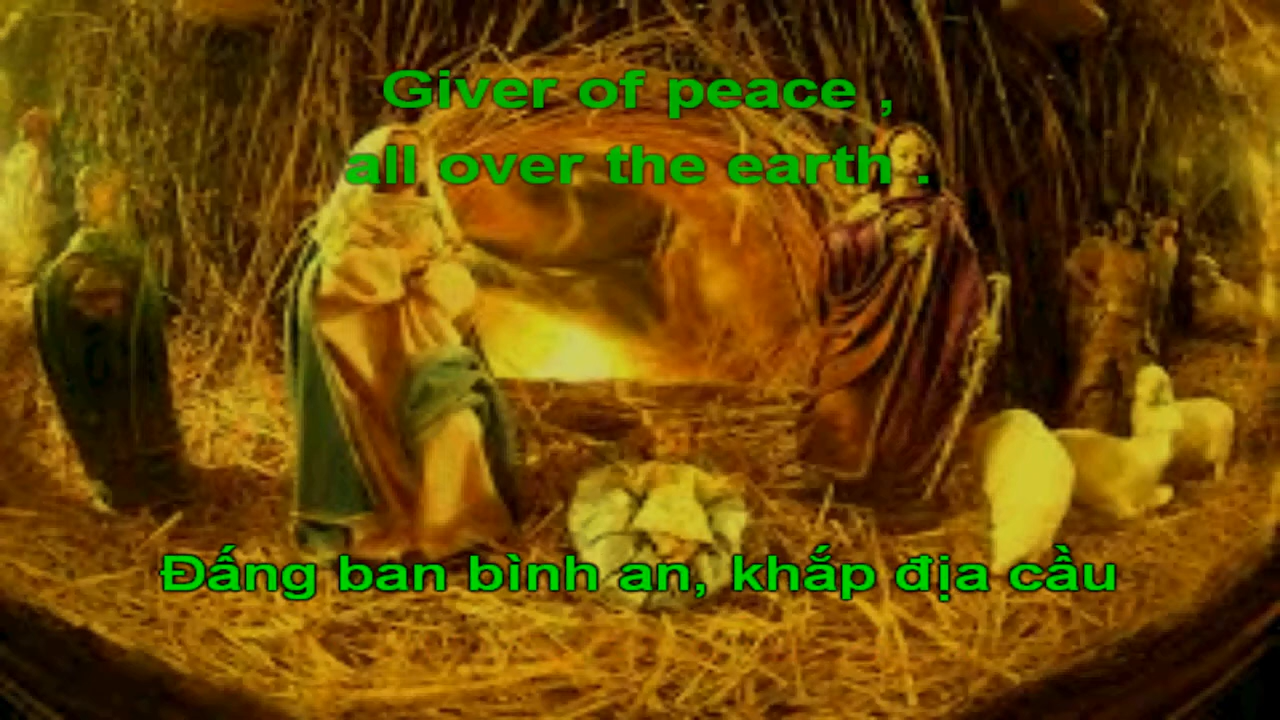 Giver of peace ,
all over the earth .
Đấng ban bình an, khắp địa cầu